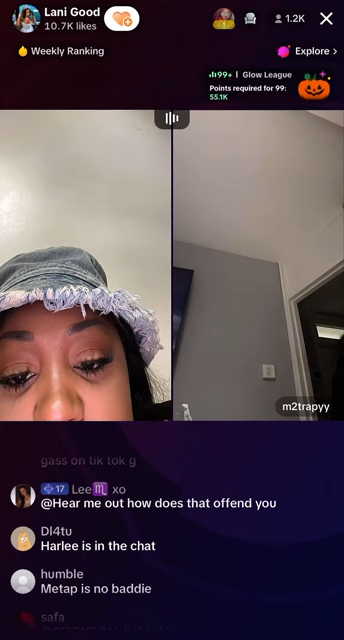 Lani Good
10.7K likes
1.2K
Weekly Ranking
Explore >
99+ | Glow League
Points required for 99:
55.1K
m2trapyy
gass on tik tok g
17 Lee♏ xo
@Hear me out how does that offend you
Dl4tu
Harlee is in the chat
humble
Metap is no baddie
safa